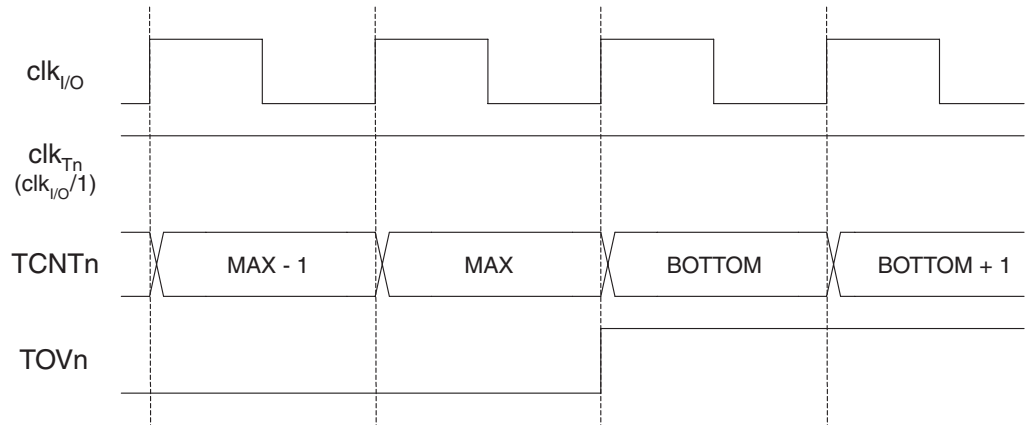 clkI/O
clkTn
(clkI/O/1)
TCNTn MAX - 1 MAX BOTTOM BOTTOM + 1
TOVn